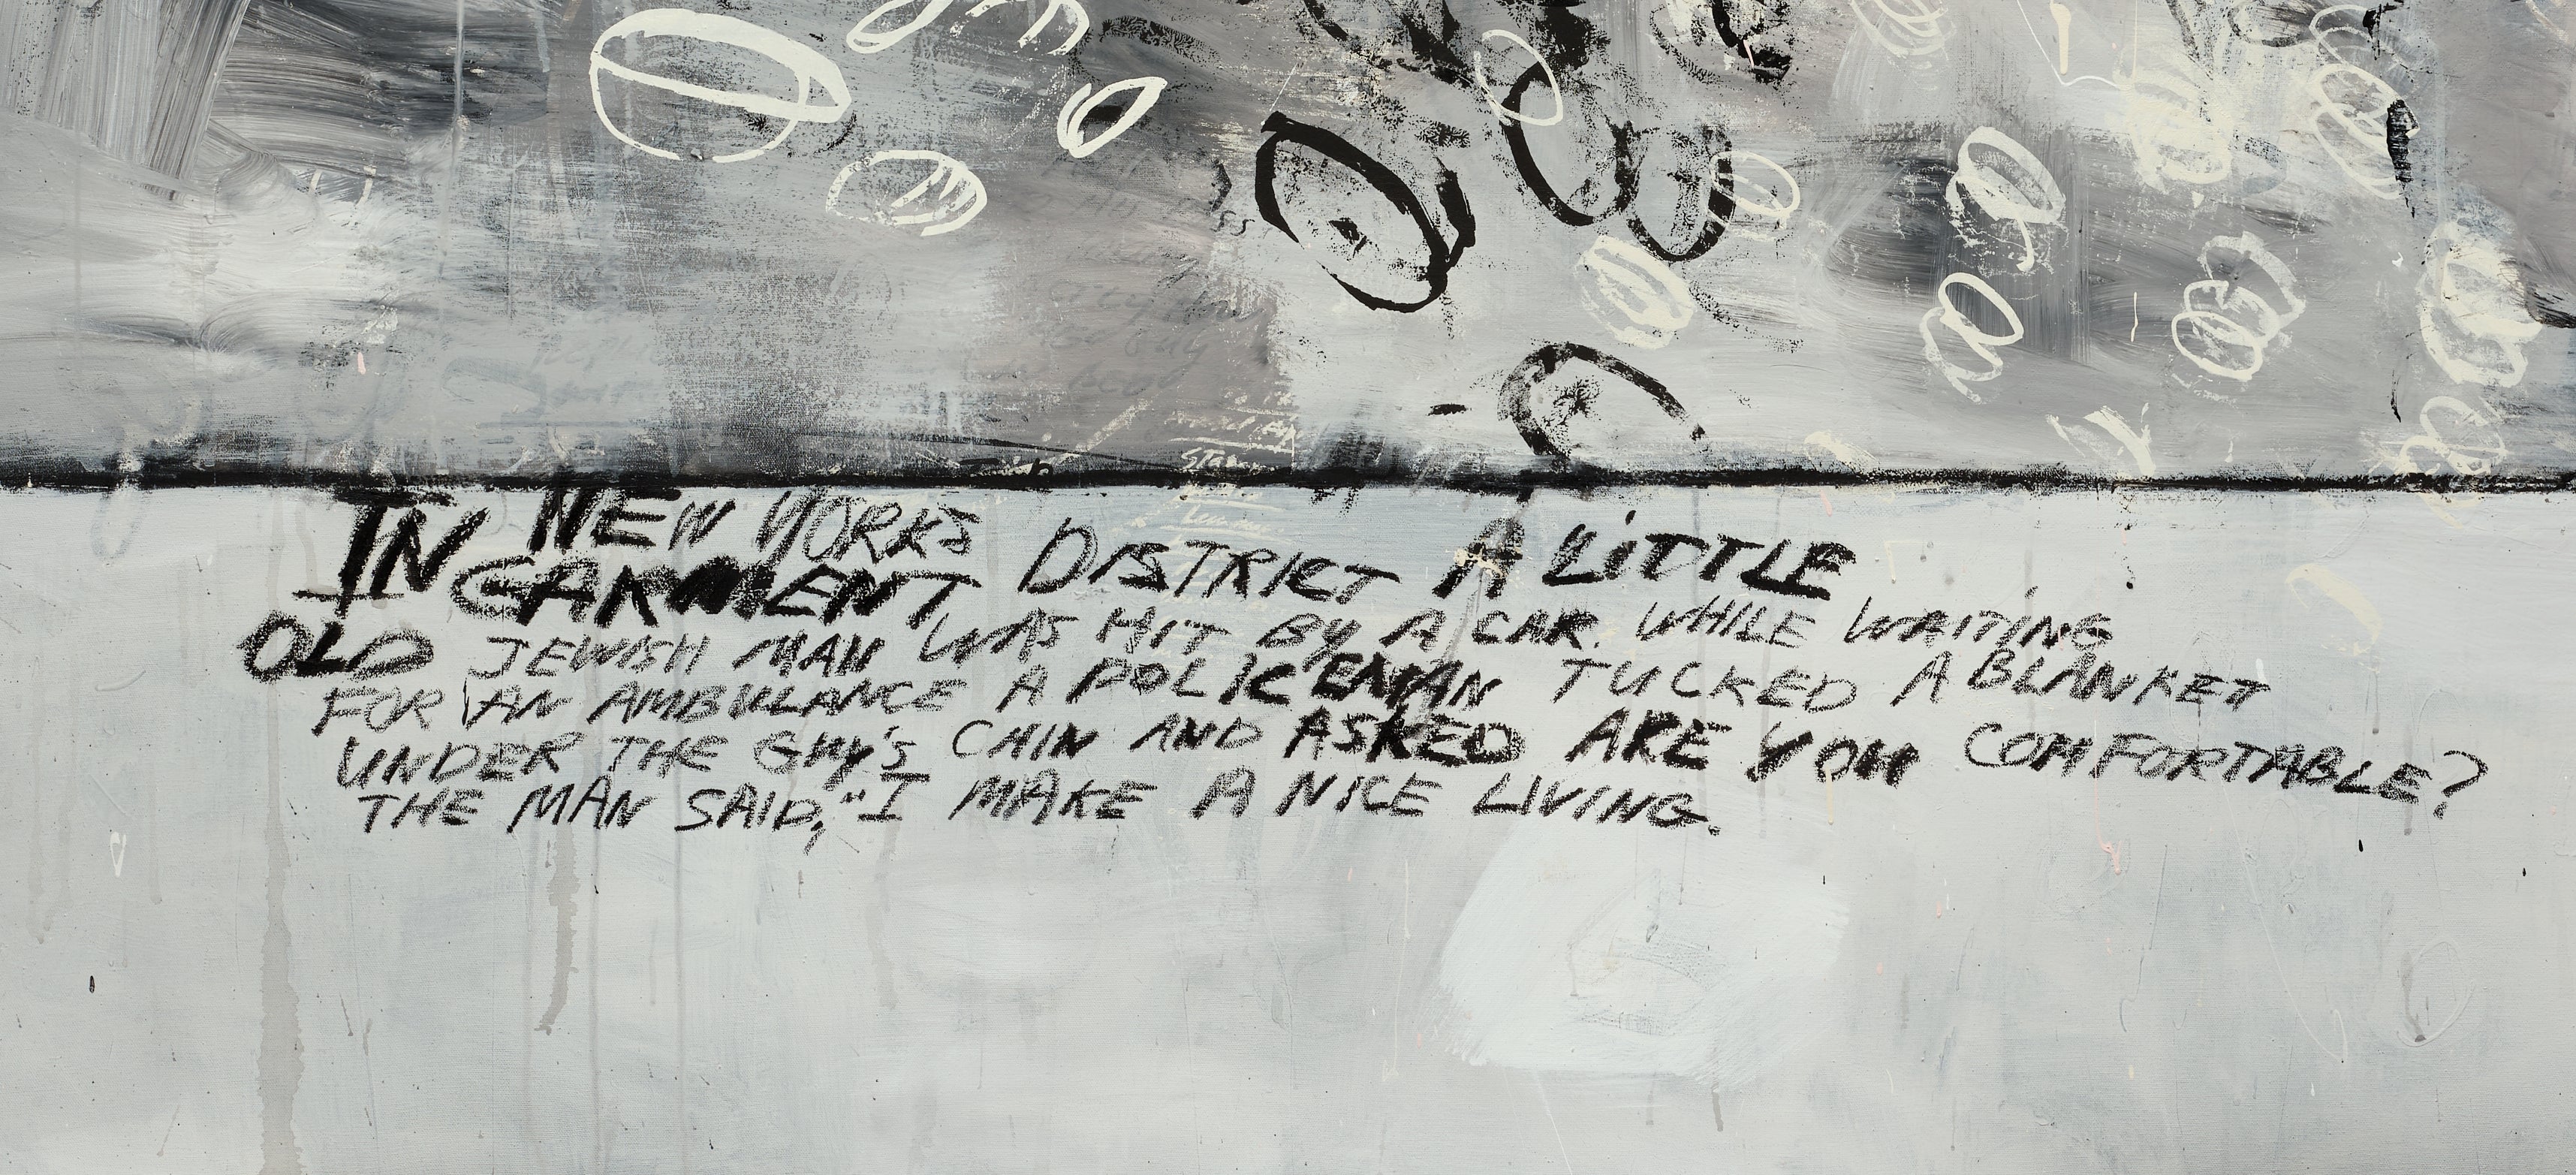 IN NEW YORKS
GARMENT DISTRICT A LiTTLE
OLD JEWISH MAN WAS HIT BY A CAR. WHILE WAITING
FOR AN AMBULANCE A POLICEMAN TUCKED A BLANKET
UNDER THE GUY'S CHIN AND ASKED ARE YOU COMFORTABLE?
THE MAN SAID, "I MAKE A NICE LIVING.